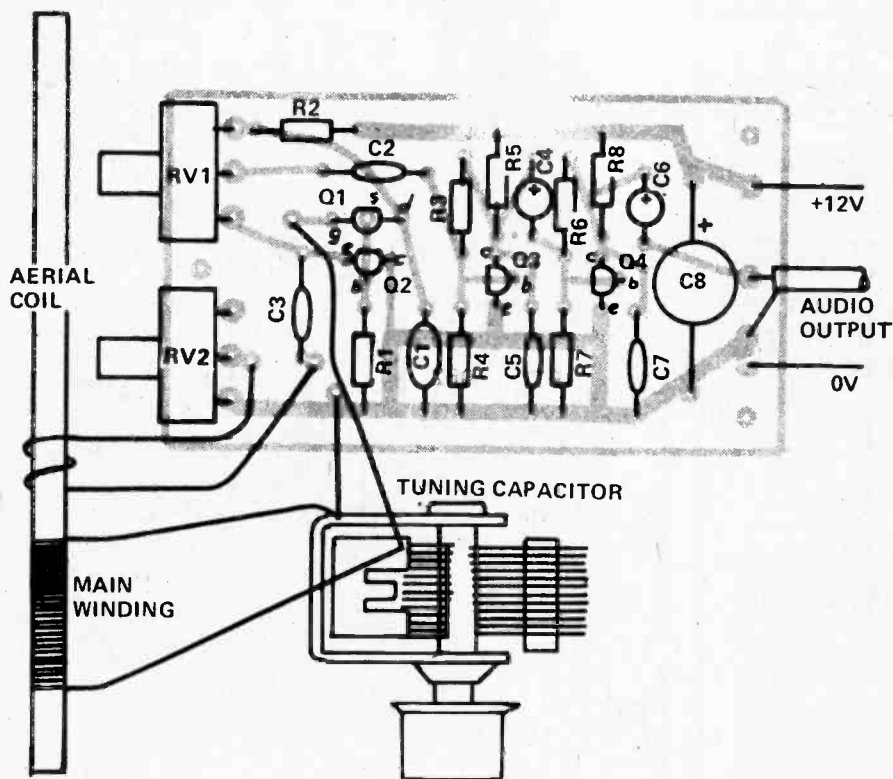 R2
RV1
C2
Q1
s
d
g
e
c
b
Q2
R3
R5
C4
+
R6
R8
C6
+
+12V
AERIAL
COIL
RV2
C3
R1
C1
R4
c
Q3
b
e
C5
R7
c
Q4
b
e
C7
+
C8
AUDIO
OUTPUT
0V
TUNING CAPACITOR
MAIN
WINDING